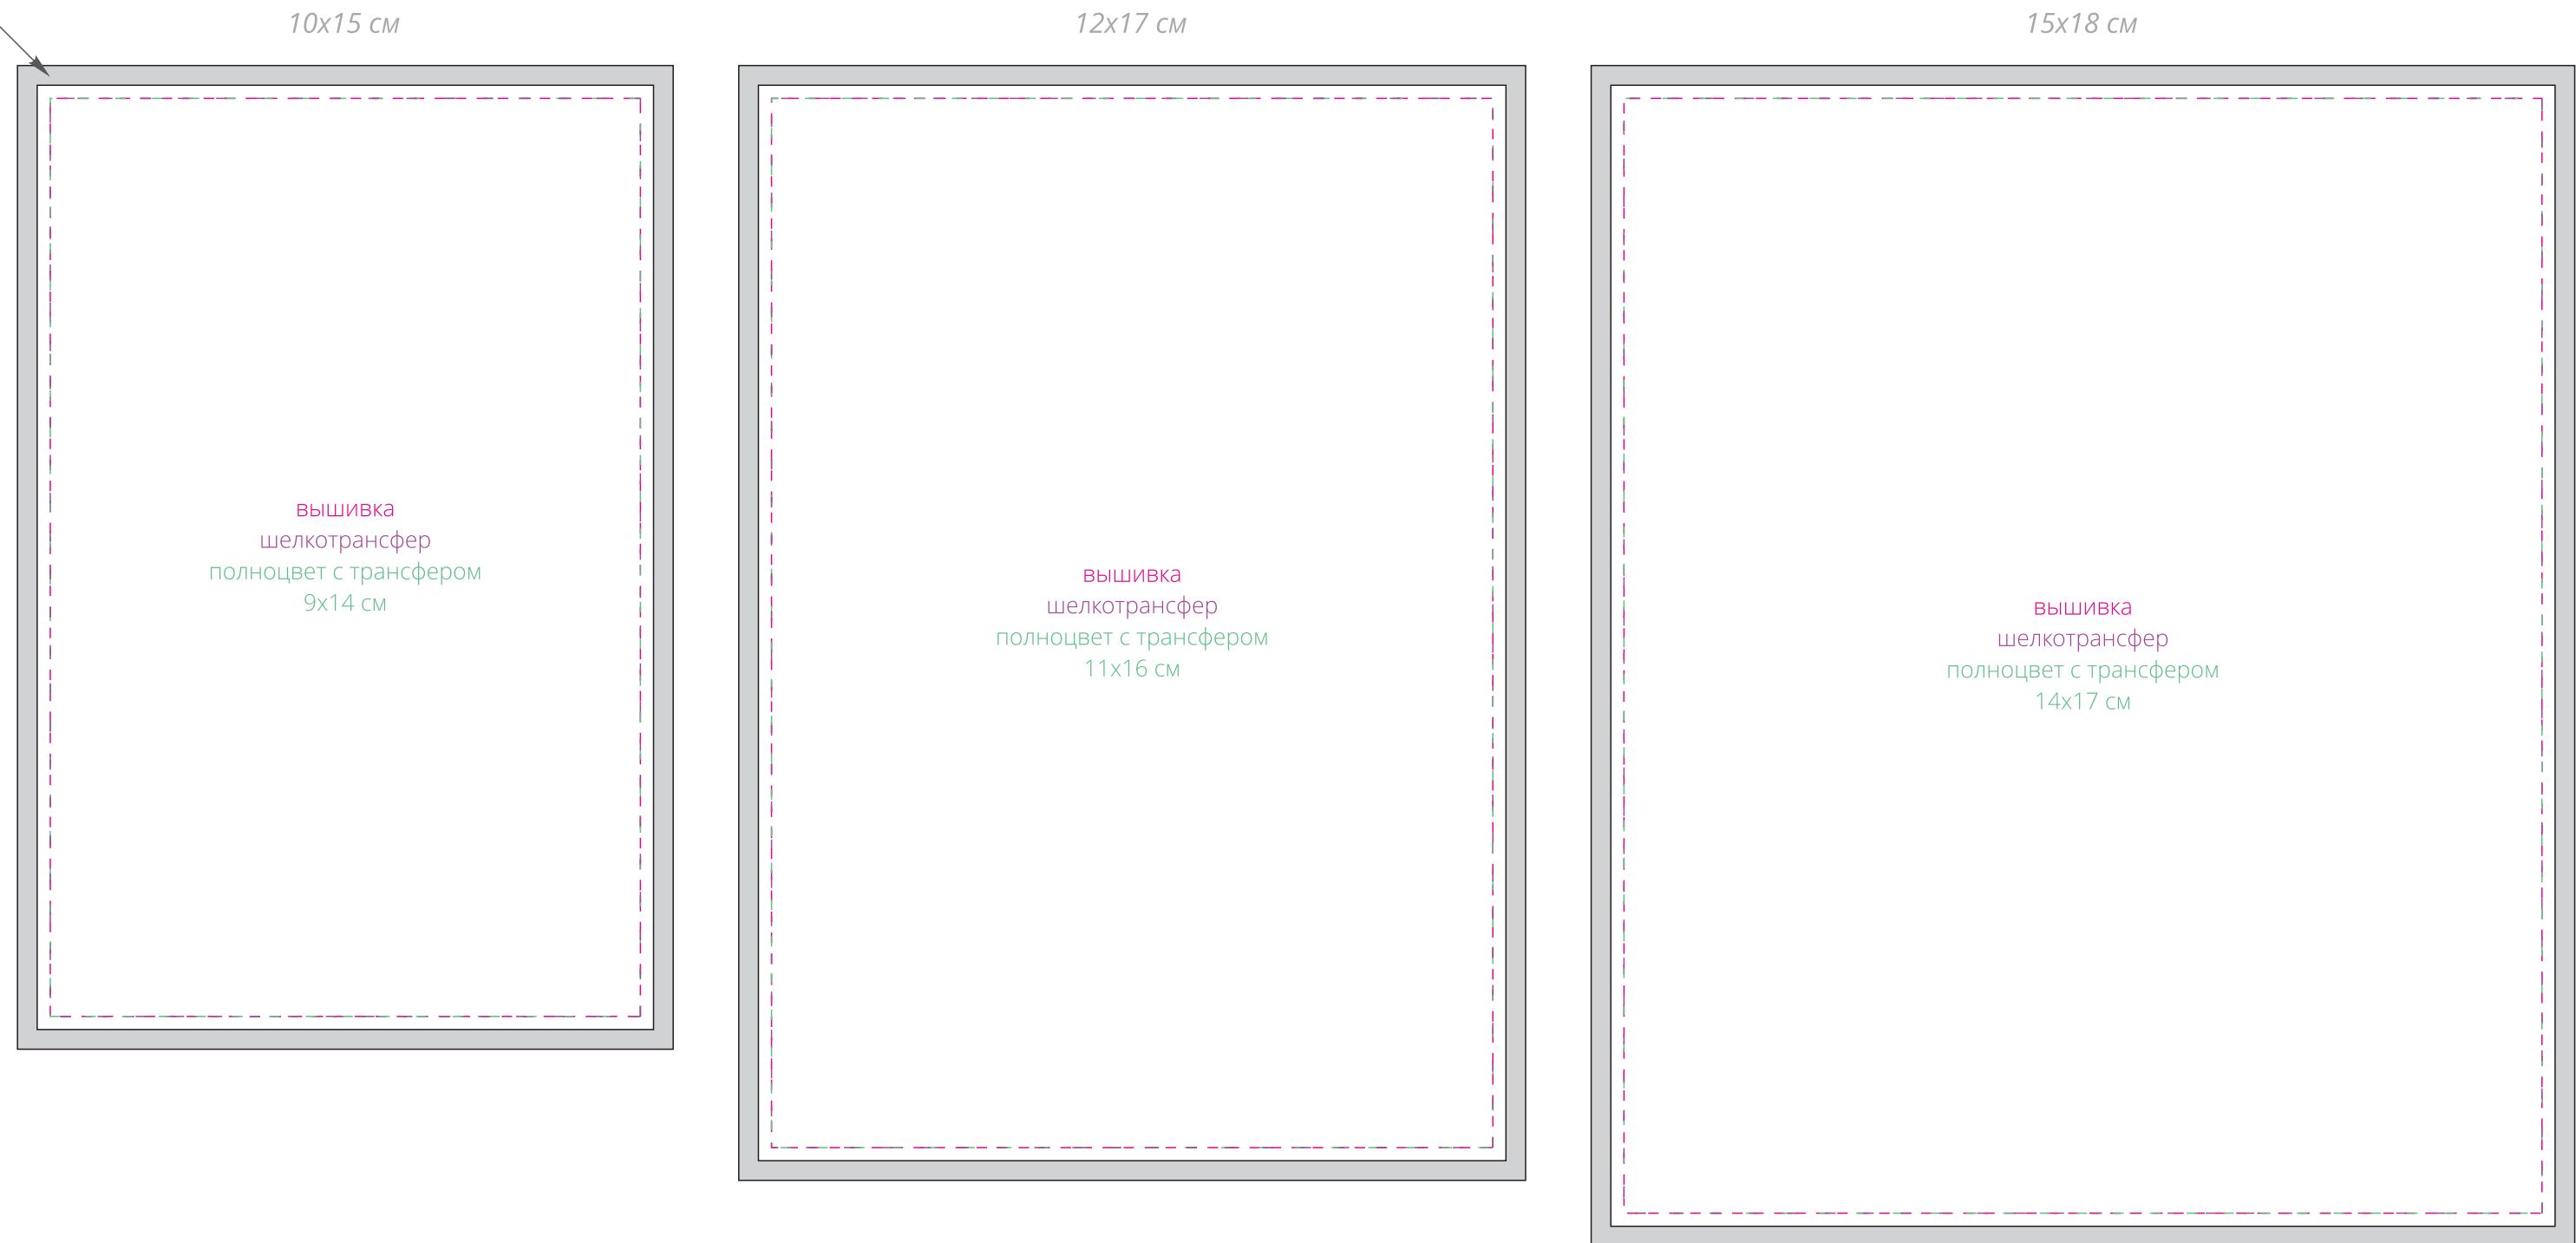 10x15 см
12x17 см
15x18 см
вышивка
шелкотрансфер
полноцвет с трансфером
9x14 см
вышивка
шелкотрансфер
полноцвет с трансфером
11x16 см
вышивка
шелкотрансфер
полноцвет с трансфером
14x17 см